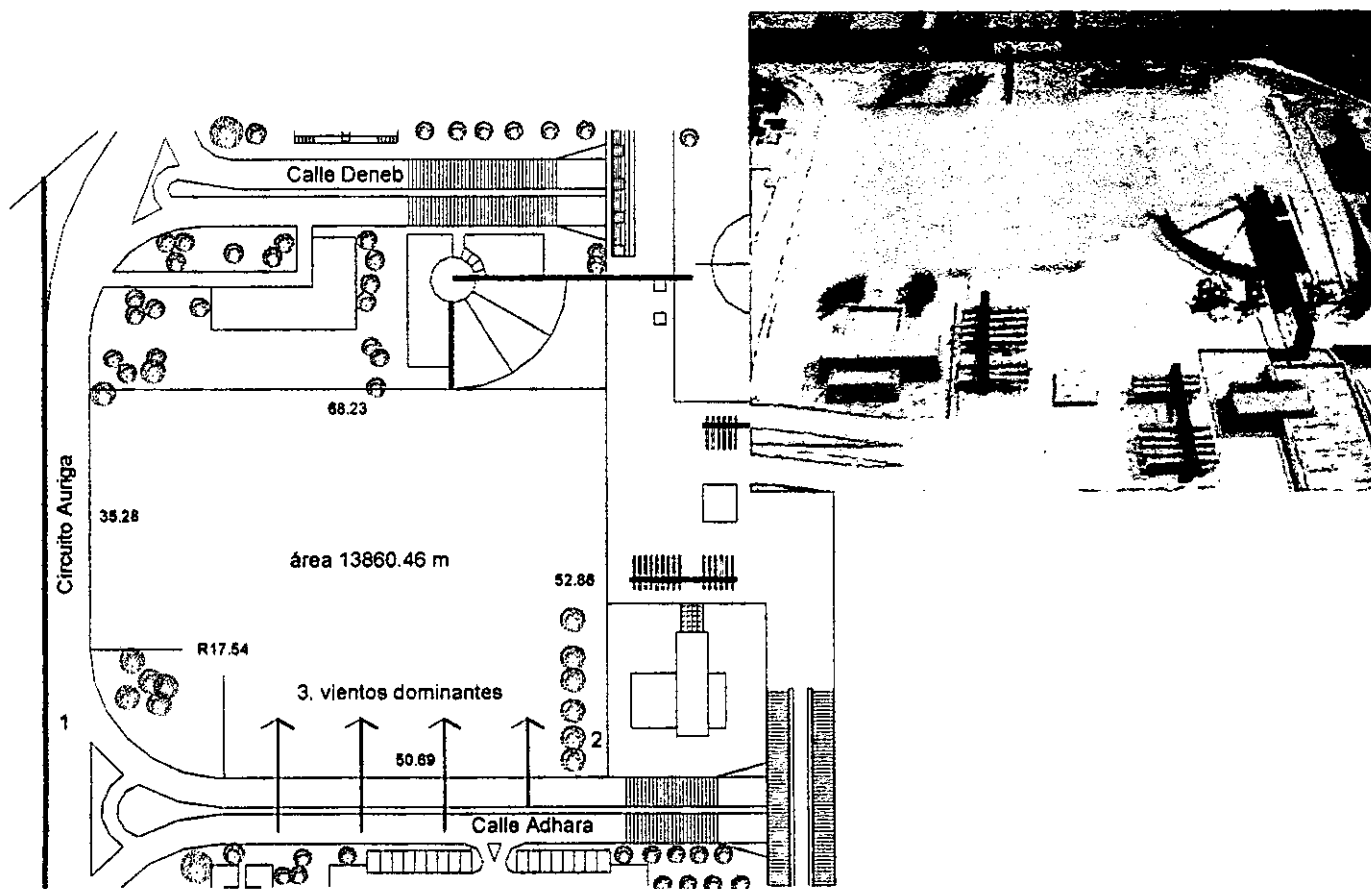 Calle Deneb
68.23
Circuito Auriga
35.28
área 13860.46 m
52.86
R17.54
3. vientos dominantes
1
2
50.69
Calle Adhara